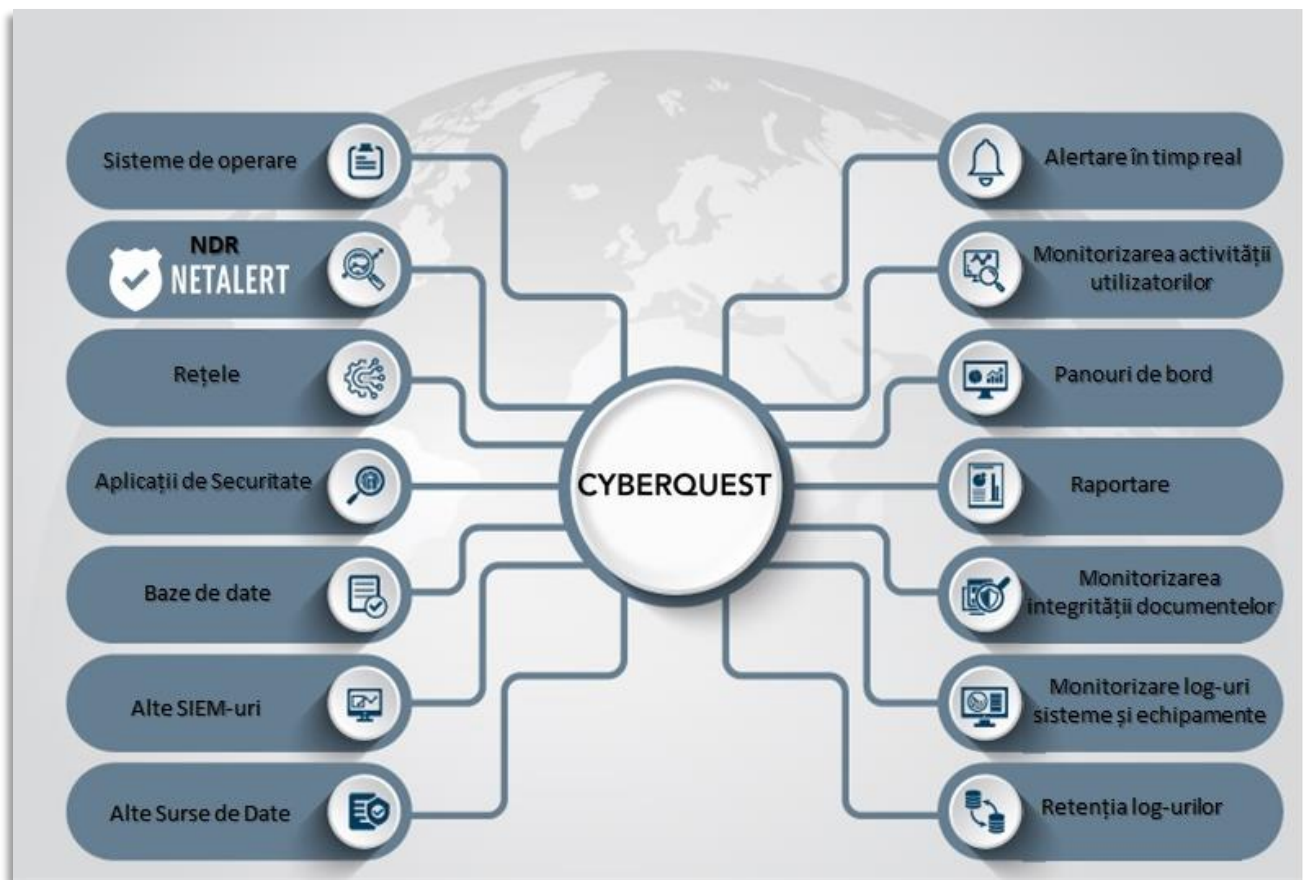 Sisteme de operare
NDR
NETALERT
Rețele
Aplicații de Securitate
Baze de date
Alte SIEM-uri
Alte Surse de Date
CYBERQUEST
Alertare în timp real
Monitorizarea activității
utilizatorilor
Panouri de bord
Raportare
Monitorizarea
integrității documentelor
Monitorizare log-uri
sisteme și echipamente
Retenția log-urilor